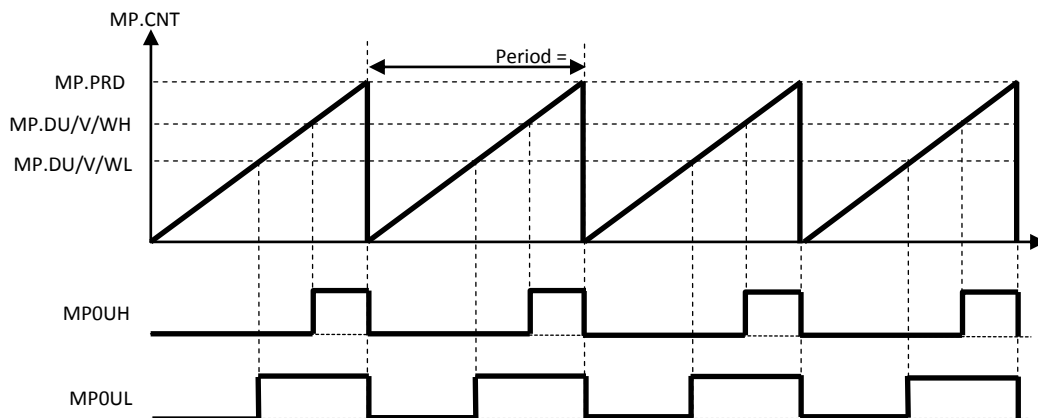 MP.CNT
Period =
MP.PRD
MP.DU/V/WH
MP.DU/V/WL
MP0UH
MP0UL